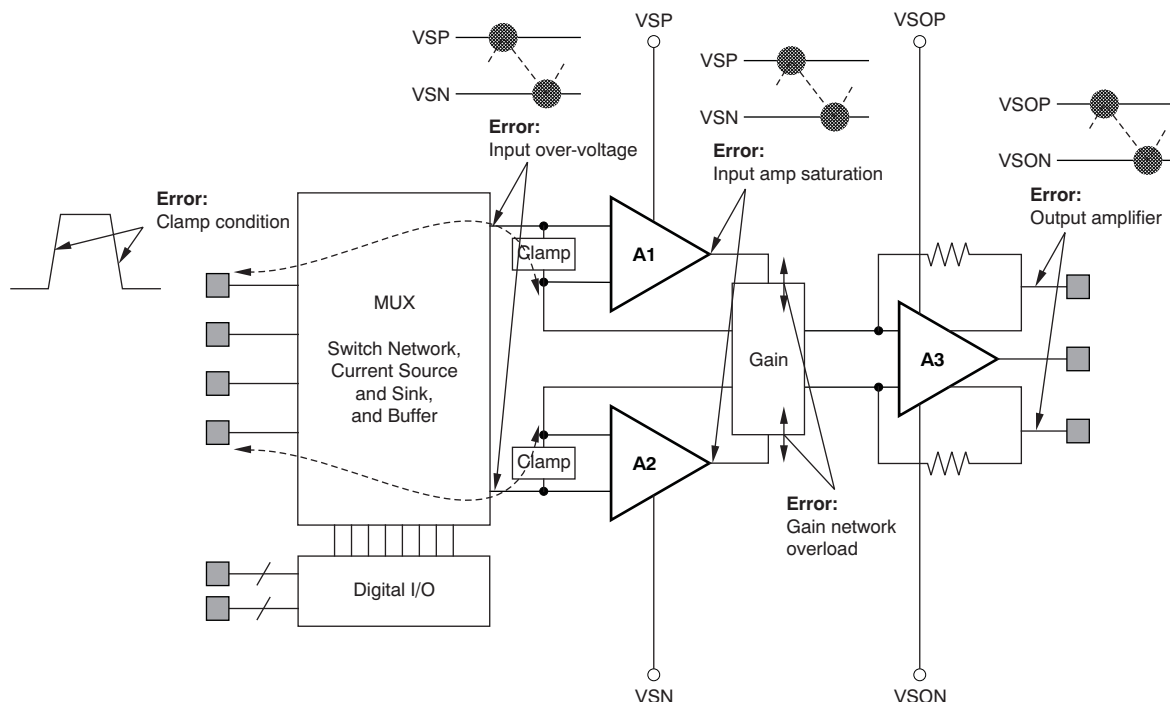 VSP
VSOP
VSP
VSN
VSP
VSN
VSOP
VSON
Error:
Input over-voltage
Error:
Input amp saturation
Error:
Output amplifier
Error:
Clamp condition
MUX
Switch Network,
Current Source
and Sink,
and Buffer
Clamp
A1
Gain
A3
Clamp
A2
Error:
Gain network
overload
Digital I/O
VSN
VSON